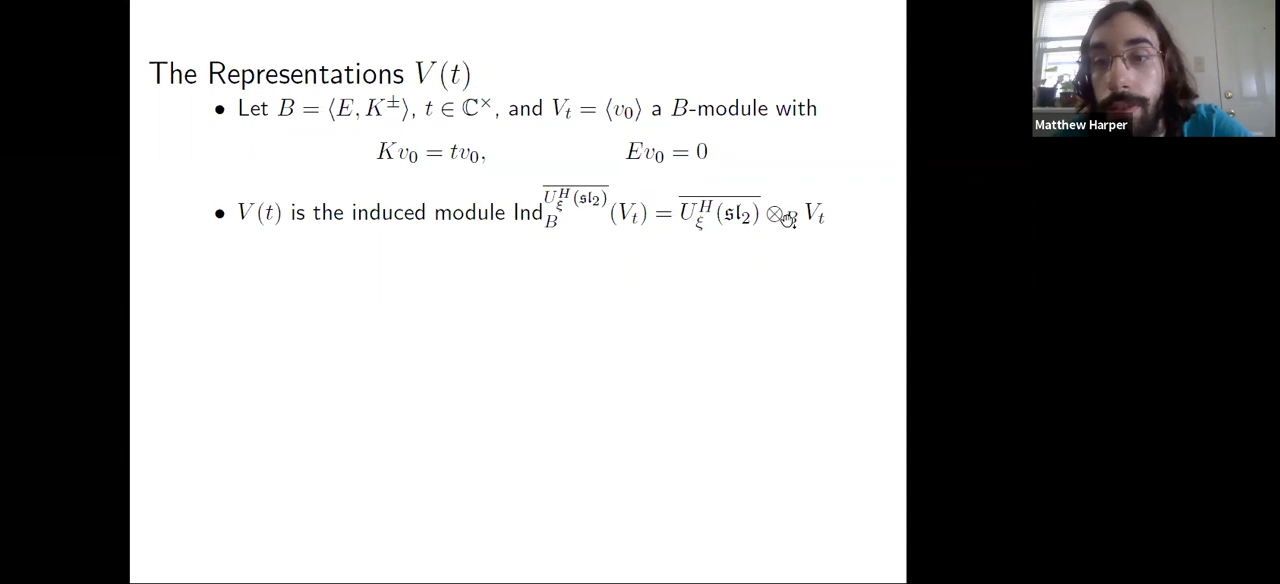 The Representations V(t)
• Let B = ⟨E, K^±⟩, t ∈ ℂ^×, and V_t = ⟨v_0⟩ a B-module with
Kv_0 = tv_0, Ev_0 = 0
• V(t) is the induced module Ind_B^{\overline{U_ξ^H(𝔰𝔩_2)}}(V_t) = \overline{U_ξ^H(𝔰𝔩_2)} ⊗_B V_t
Matthew Harper